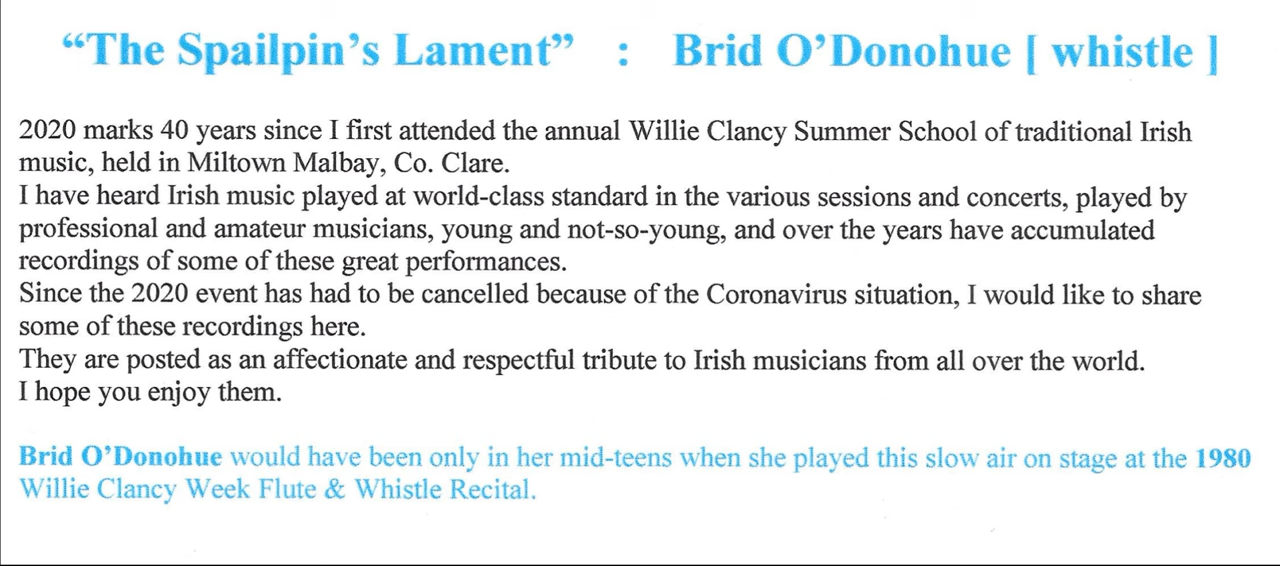 “The Spailpin’s Lament” : Brid O’Donohue [ whistle ]
2020 marks 40 years since I first attended the annual Willie Clancy Summer School of traditional Irish
music, held in Miltown Malbay, Co. Clare.
I have heard Irish music played at world-class standard in the various sessions and concerts, played by
professional and amateur musicians, young and not-so-young, and over the years have accumulated
recordings of some of these great performances.
Since the 2020 event has had to be cancelled because of the Coronavirus situation, I would like to share
some of these recordings here.
They are posted as an affectionate and respectful tribute to Irish musicians from all over the world.
I hope you enjoy them.
Brid O’Donohue would have been only in her mid-teens when she played this slow air on stage at the 1980
Willie Clancy Week Flute & Whistle Recital.